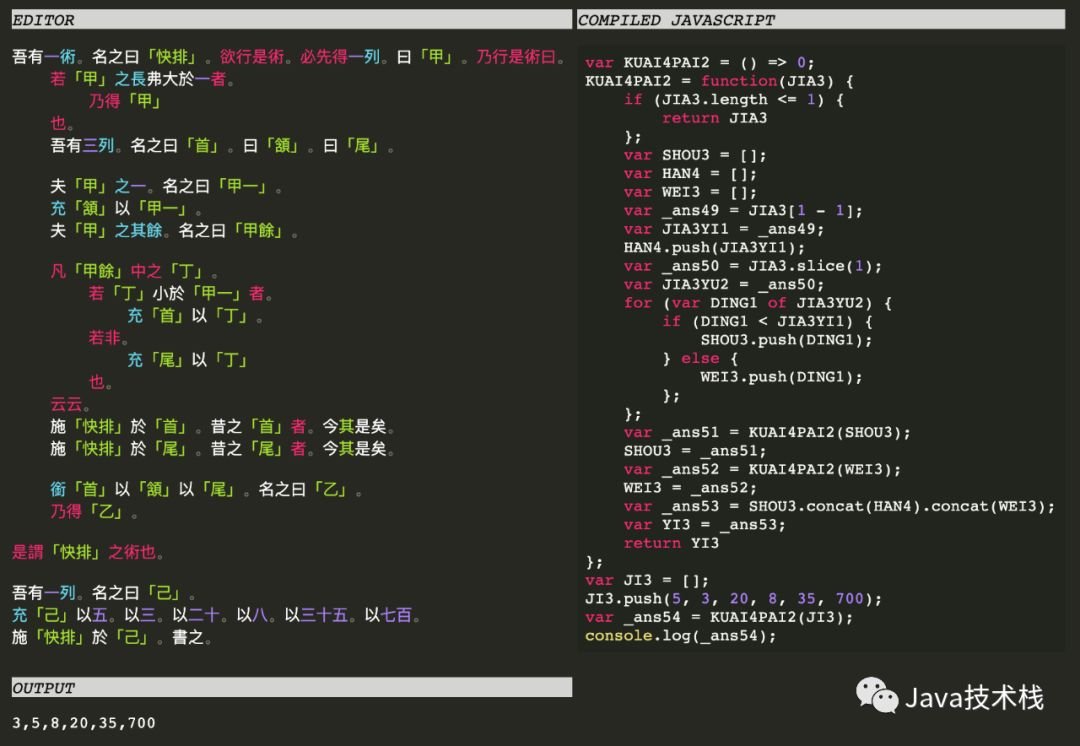 EDITOR
吾有一術。名之曰「快排」。欲行是術。必先得一列。曰「甲」。乃行是術曰。
若「甲」之長弗大於一者。
乃得「甲」
也。
吾有三列。名之曰「首」。曰「頷」。曰「尾」。
夫「甲」之一。名之曰「甲一」。
充「頷」以「甲一」。
夫「甲」之其餘。名之曰「甲餘」。
凡「甲餘」中之「丁」。
若「丁」小於「甲一」者。
充「首」以「丁」。
若非。
充「尾」以「丁」
也。
云云。
施「快排」於「首」。昔之「首」者。今其是矣。
施「快排」於「尾」。昔之「尾」者。今其是矣。
銜「首」以「頷」以「尾」。名之曰「乙」。
乃得「乙」。
是謂「快排」之術也。
吾有一列。名之曰「己」。
充「己」以五。以三。以二十。以八。以三十五。以七百。
施「快排」於「己」。書之。
OUTPUT
3,5,8,20,35,700
COMPILED JAVASCRIPT
var KUAI4PAI2 = () => 0;
KUAI4PAI2 = function(JIA3) {
if (JIA3.length <= 1) {
return JIA3
};
var SHOU3 = [];
var HAN4 = [];
var WEI3 = [];
var _ans49 = JIA3[1 - 1];
var JIA3YI1 = _ans49;
HAN4.push(JIA3YI1);
var _ans50 = JIA3.slice(1);
var JIA3YU2 = _ans50;
for (var DING1 of JIA3YU2) {
if (DING1 < JIA3YI1) {
SHOU3.push(DING1);
} else {
WEI3.push(DING1);
};
};
var _ans51 = KUAI4PAI2(SHOU3);
SHOU3 = _ans51;
var _ans52 = KUAI4PAI2(WEI3);
WEI3 = _ans52;
var _ans53 = SHOU3.concat(HAN4).concat(WEI3);
var YI3 = _ans53;
return YI3
};
var JI3 = [];
JI3.push(5, 3, 20, 8, 35, 700);
var _ans54 = KUAI4PAI2(JI3);
console.log(_ans54);
Java技术栈